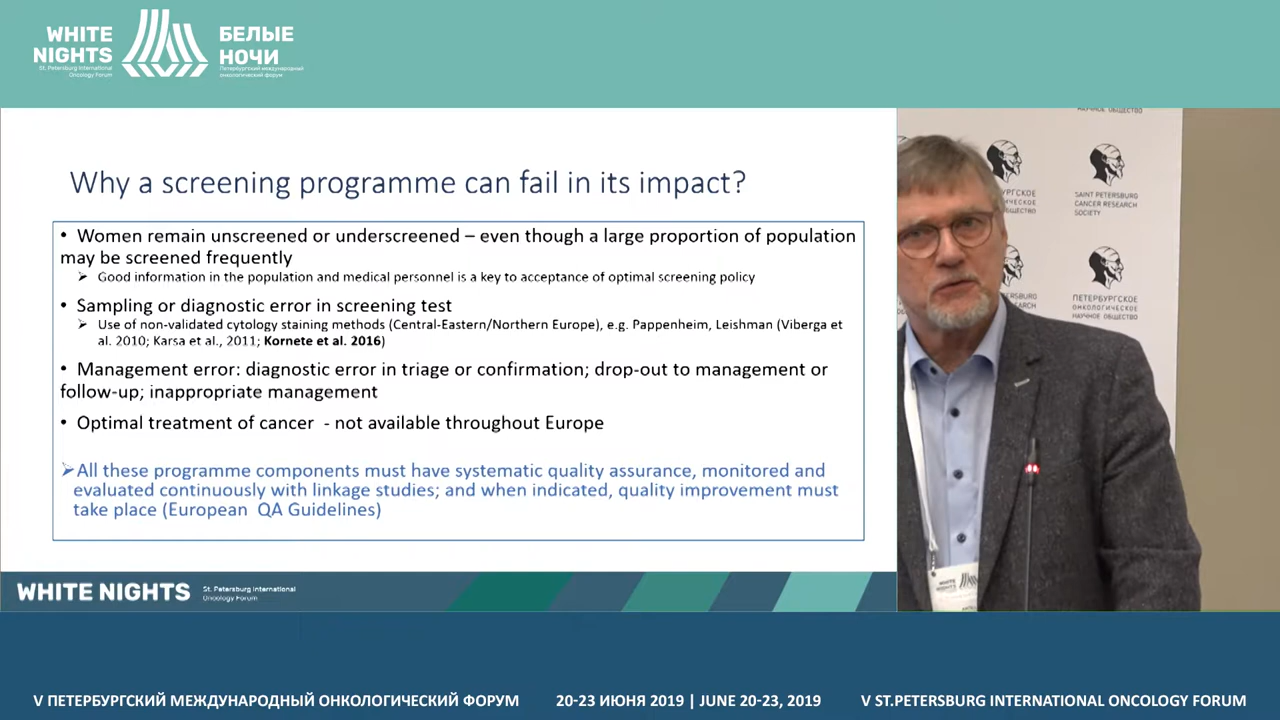 WHITE
NIGHTS
St. Petersburg International
Oncology Forum
БЕЛЫЕ
НОЧИ
Петербургский международный
онкологический форум
Why a screening programme can fail in its impact?
• Women remain unscreened or underscreened – even though a large proportion of population
may be screened frequently
➢ Good information in the population and medical personnel is a key to acceptance of optimal screening policy
• Sampling or diagnostic error in screening test
➢ Use of non-validated cytology staining methods (Central-Eastern/Northern Europe), e.g. Pappenheim, Leishman (Viberga et
al. 2010; Karsa et al., 2011; Kornete et al. 2016)
• Management error: diagnostic error in triage or confirmation; drop-out to management or
follow-up; inappropriate management
• Optimal treatment of cancer - not available throughout Europe
➢All these programme components must have systematic quality assurance, monitored and
evaluated continuously with linkage studies; and when indicated, quality improvement must
take place (European QA Guidelines)
WHITE NIGHTS
St. Petersburg International
Oncology Forum
НАУЧНОЕ ОБЩЕСТВО
SAINT PETERSBURG
CANCER RESEARCH
SOCIETY
ПЕТЕРБУРГСКОЕ
ОНКОЛОГИЧЕСКОЕ
НАУЧНОЕ ОБЩЕСТВО
V ПЕТЕРБУРГСКИЙ МЕЖДУНАРОДНЫЙ ОНКОЛОГИЧЕСКИЙ ФОРУМ
20-23 ИЮНЯ 2019 | JUNE 20-23, 2019
V ST.PETERSBURG INTERNATIONAL ONCOLOGY FORUM